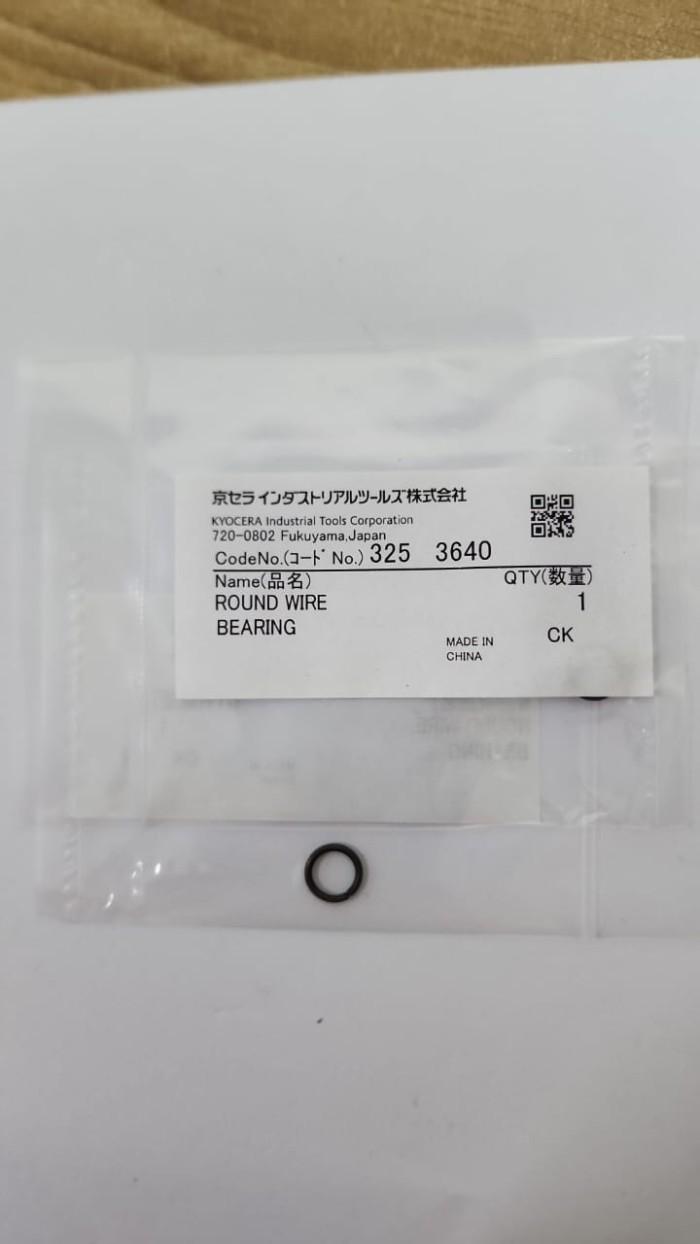 京セラインダストリアルツールズ株式会社
KYOCERA Industrial Tools Corporation
720-0802 Fukuyama,Japan
CodeNo.(ｺｰﾄﾞ No.) 325 3640
Name(品名) QTY(数量)
ROUND WIRE 1
BEARING
MADE IN CK
CHINA